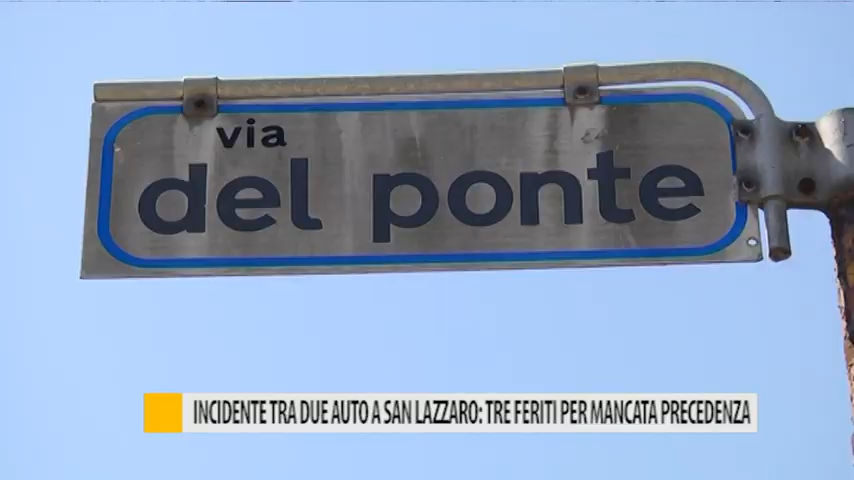 via
del ponte
INCIDENTE TRA DUE AUTO A SAN LAZZARO: TRE FERITI PER MANCATA PRECEDENZA